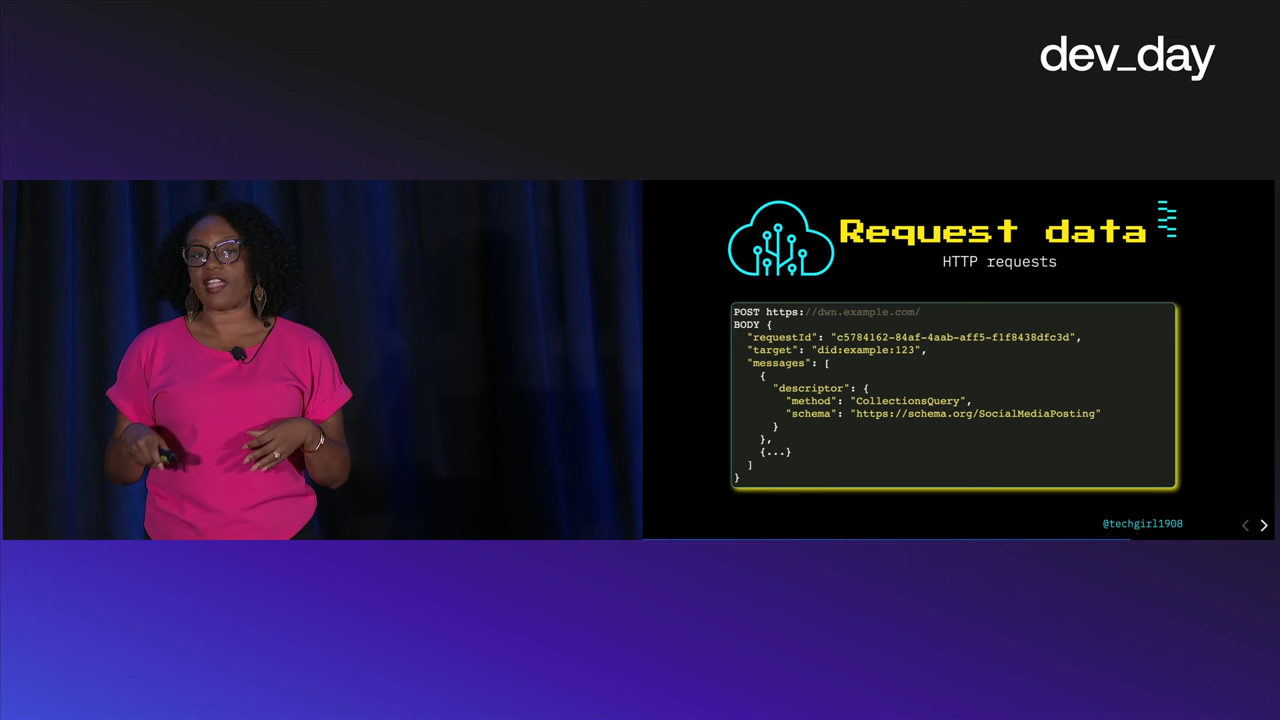 dev_day
Request data
HTTP requests
POST https://dwn.example.com/
BODY {
  "requestId": "c5784162-84af-4aab-aff5-f1f8438dfc3d",
  "target": "did:example:123",
  "messages": [
    {
      "descriptor": {
        "method": "CollectionsQuery",
        "schema": "https://schema.org/SocialMediaPosting"
      }
    },
    {...}
  ]
}
@techgirl1908